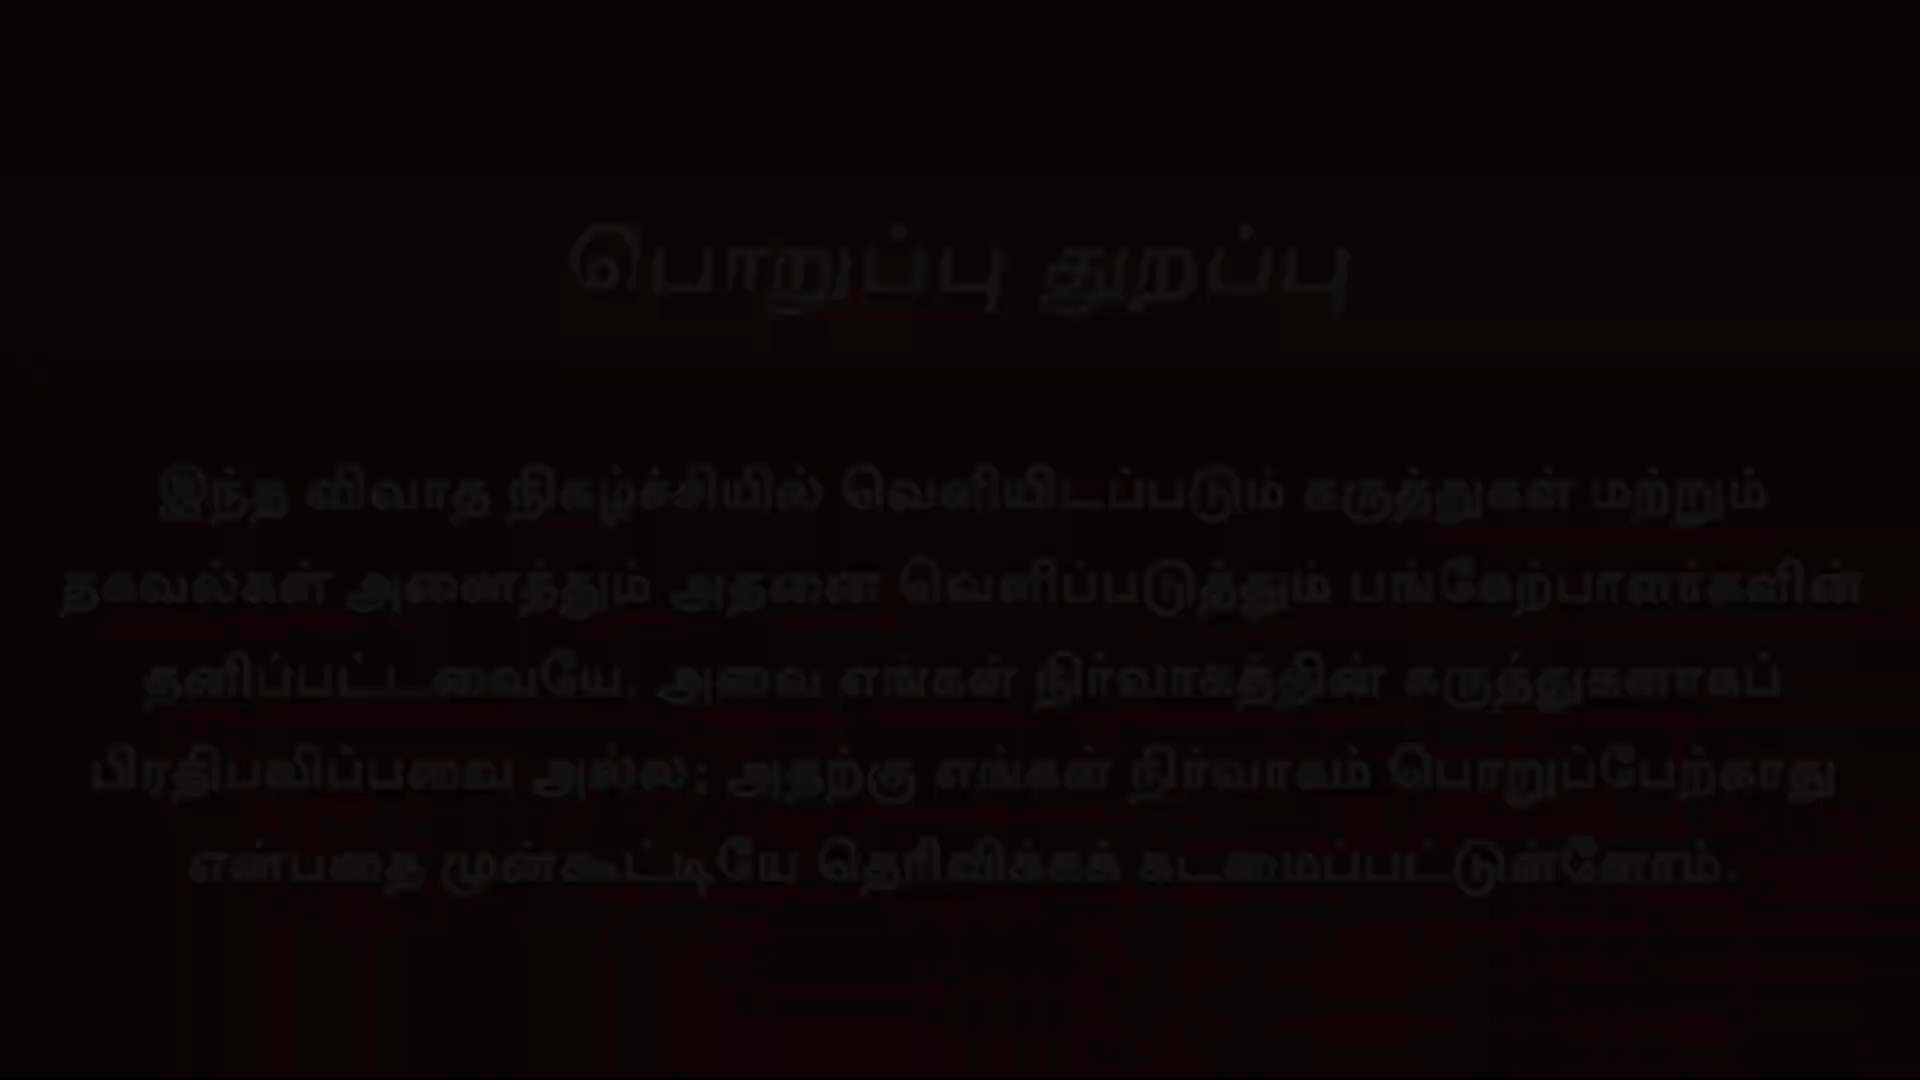 பொறுப்பு துறப்பு
இந்த விவாத நிகழ்ச்சியில் வெளியிடப்படும் கருத்துகள் மற்றும்
தகவல்கள் அனைத்தும் அதனை வெளிப்படுத்தும் பங்கேற்பாளர்களின்
தனிப்பட்டவையே. அவை எங்கள் நிர்வாகத்தின் கருத்துகளாகப்
பிரதிபலிப்பவை அல்ல; அதற்கு எங்கள் நிர்வாகம் பொறுப்பேற்காது
என்பதை முன்கூட்டியே தெரிவிக்கக் கடமைப்பட்டுள்ளோம்.